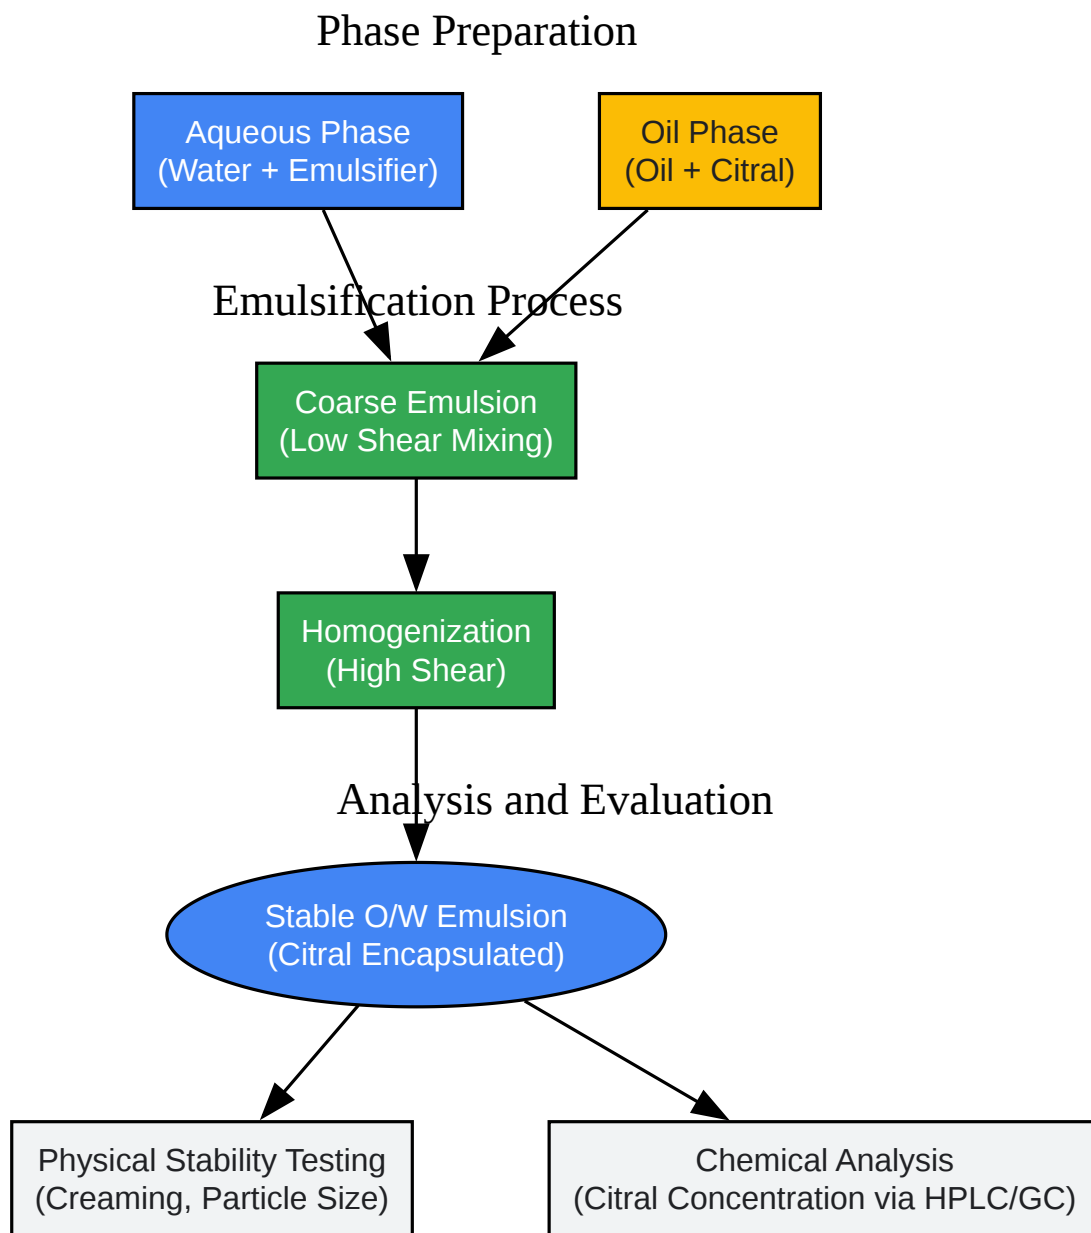 Phase Preparation
Aqueous Phase
(Water + Emulsifier)
Oil Phase
(Oil + Citral)
Emulsification Process
Coarse Emulsion
(Low Shear Mixing)
Homogenization
(High Shear)
Analysis and Evaluation
Stable O/W Emulsion
(Citral Encapsulated)
Physical Stability Testing
(Creaming, Particle Size)
Chemical Analysis
(Citral Concentration via HPLC/GC)